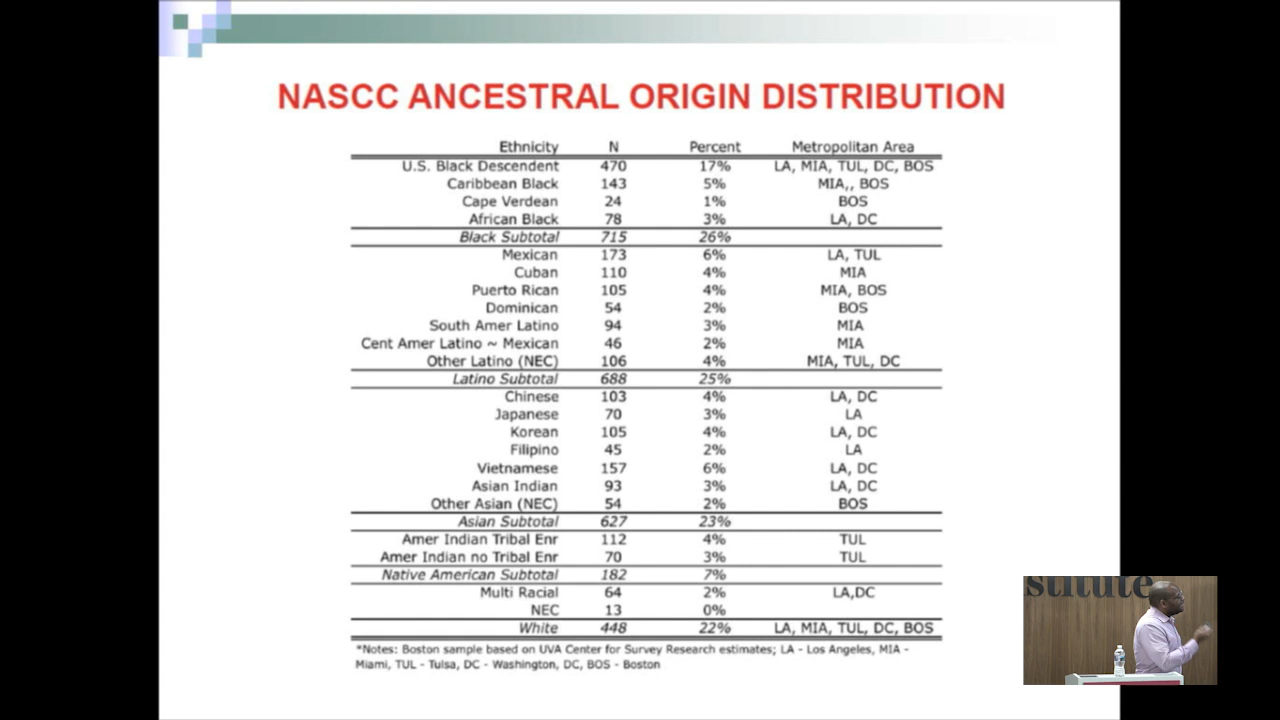 NASCC ANCESTRAL ORIGIN DISTRIBUTION
Ethnicity N Percent Metropolitan Area
U.S. Black Descendent 470 17% LA, MIA, TUL, DC, BOS
Caribbean Black 143 5% MIA,, BOS
Cape Verdean 24 1% BOS
African Black 78 3% LA, DC
Black Subtotal 715 26%
Mexican 173 6% LA, TUL
Cuban 110 4% MIA
Puerto Rican 105 4% MIA, BOS
Dominican 54 2% BOS
South Amer Latino 94 3% MIA
Cent Amer Latino ~ Mexican 46 2% MIA
Other Latino (NEC) 106 4% MIA, TUL, DC
Latino Subtotal 688 25%
Chinese 103 4% LA, DC
Japanese 70 3% LA
Korean 105 4% LA, DC
Filipino 45 2% LA
Vietnamese 157 6% LA, DC
Asian Indian 93 3% LA, DC
Other Asian (NEC) 54 2% BOS
Asian Subtotal 627 23%
Amer Indian Tribal Enr 112 4% TUL
Amer Indian no Tribal Enr 70 3% TUL
Native American Subtotal 182 7%
Multi Racial 64 2% LA,DC
NEC 13 0%
White 448 22% LA, MIA, TUL, DC, BOS
*Notes: Boston sample based on UVA Center for Survey Research estimates; LA - Los Angeles, MIA -
Miami, TUL - Tulsa, DC - Washington, DC, BOS - Boston
stitute